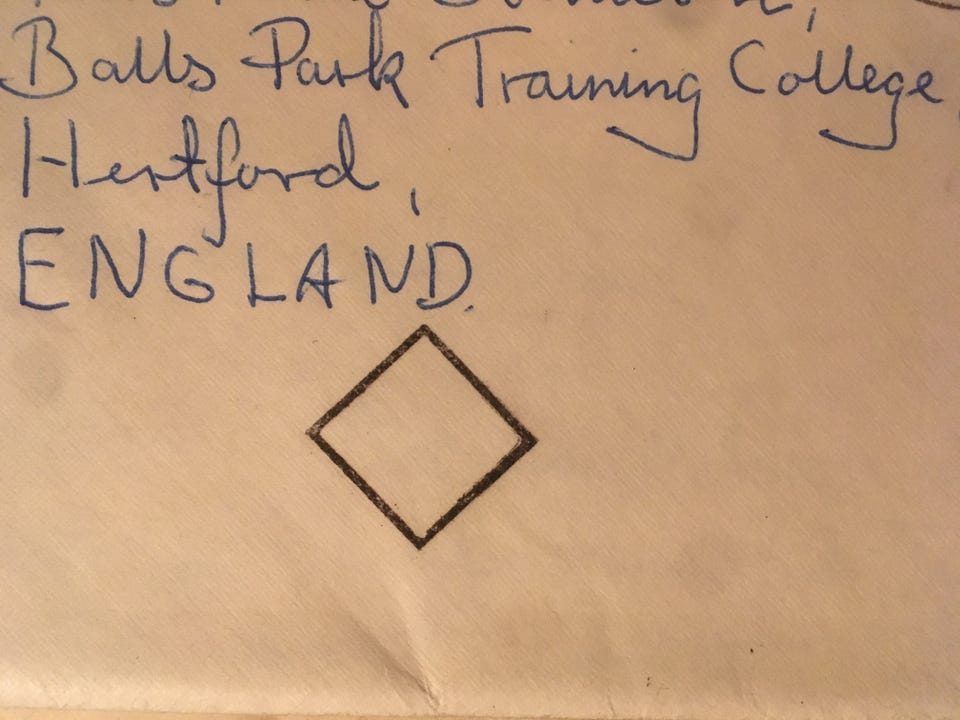 Balls Park Training College,
Hertford,
ENGLAND.